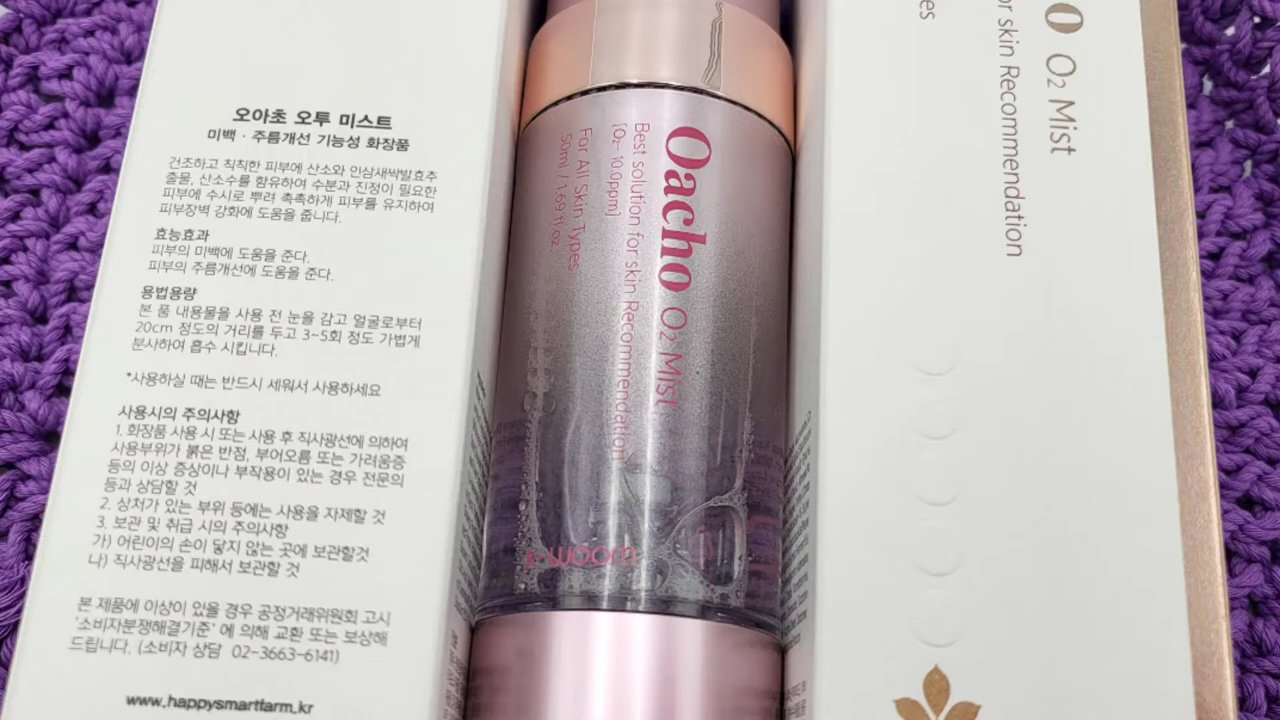 오아초 오투 미스트
미백 · 주름개선 기능성 화장품
건조하고 칙칙한 피부에 산소와 인삼새싹발효추
출물, 산소수를 함유하여 수분과 진정이 필요한
피부에 수시로 뿌려 촉촉하게 피부를 유지하여
피부장벽 강화에 도움을 줍니다.
효능효과
피부의 미백에 도움을 준다.
피부의 주름개선에 도움을 준다.
용법용량
본 품 내용물을 사용 전 눈을 감고 얼굴로부터
20cm 정도의 거리를 두고 3~5회 정도 가볍게
분사하여 흡수 시킵니다.
*사용하실 때는 반드시 세워서 사용하세요
사용시의 주의사항
1. 화장품 사용 시 또는 사용 후 직사광선에 의하여
사용부위가 붉은 반점, 부어오름 또는 가려움증
등의 이상 증상이나 부작용이 있는 경우 전문의
등과 상담할 것
2. 상처가 있는 부위 등에는 사용을 자제할 것
3. 보관 및 취급 시의 주의사항
가) 어린이의 손이 닿지 않는 곳에 보관할것
나) 직사광선을 피해서 보관할 것
본 제품에 이상이 있을 경우 공정거래위원회 고시
'소비자분쟁해결기준' 에 의해 교환 또는 보상해
드립니다. (소비자 상담 02-3663-6141)
www.happysmartfarm.kr
Oacho O2 Mist
Best solution for skin Recommendation
[O2- 10.0ppm]
For All Skin Types
50ml / 1.69 fl oz.
O2 Mist
skin Recommendation